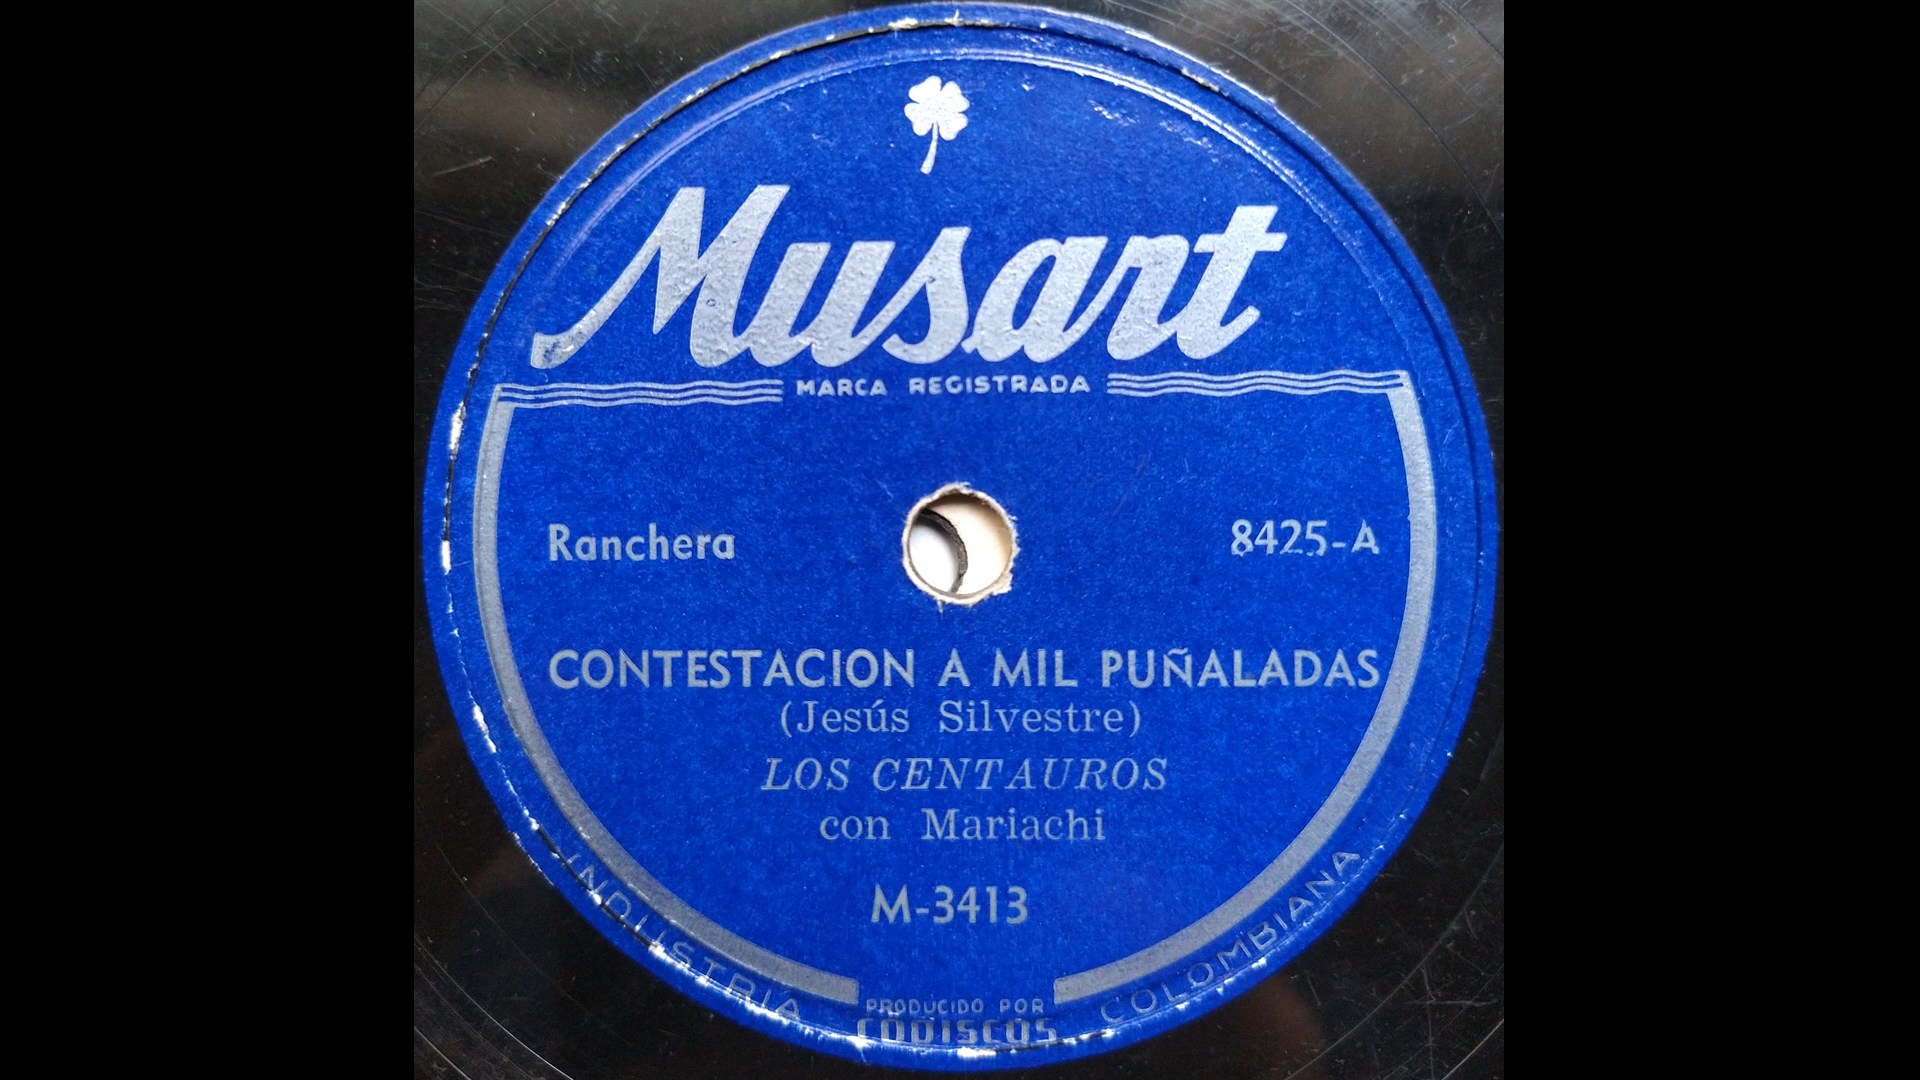 Musart
MARCA REGISTRADA
Ranchera
8425-A
CONTESTACION A MIL PUÑALADAS
(Jesús Silvestre)
LOS CENTAUROS
con Mariachi
M-3413
INDUSTRIA COLOMBIANA
PRODUCIDO POR
CODISCOS